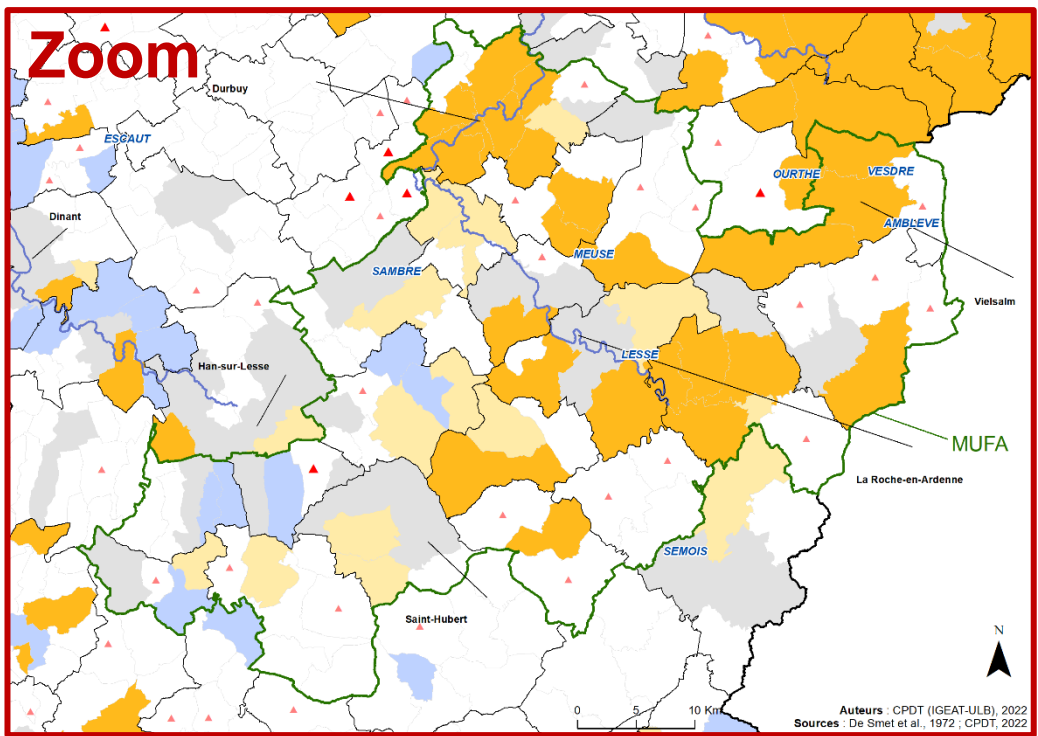 Zoom
Durbuy
ESCAUT
OURTHE
VESDRE
Dinant
AMBLEVE
MEUSE
SAMBRE
Vielsalm
LESSE
Han-sur-Lesse
MUFA
La Roche-en-Ardenne
SEMOIS
Saint-Hubert
N
0 5 10 Km
Auteurs : CPDT (IGEAT-ULB), 2022
Sources : De Smet et al., 1972 ; CPDT, 2022